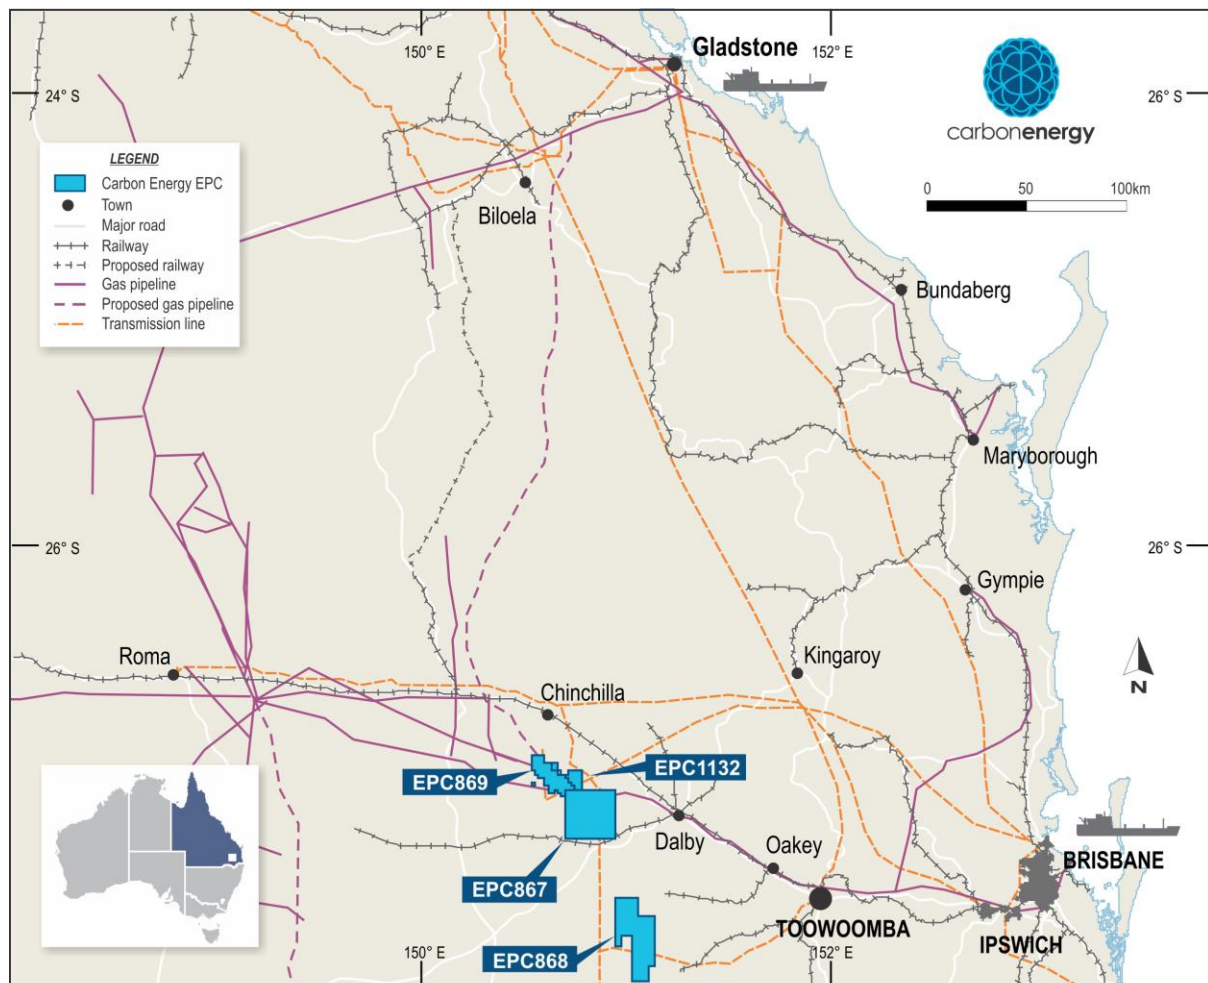 150° E
152° E
Gladstone
24° S
26° S
carbonenergy
LEGEND
Carbon Energy EPC
Town
Major road
Railway
Proposed railway
Gas pipeline
Proposed gas pipeline
Transmission line
0 50 100km
Biloela
Bundaberg
Maryborough
26° S
26° S
Gympie
Roma
Kingaroy
N
Chinchilla
EPC869
EPC1132
Dalby
Oakey
BRISBANE
EPC867
TOOWOOMBA
IPSWICH
EPC868
150° E
152° E